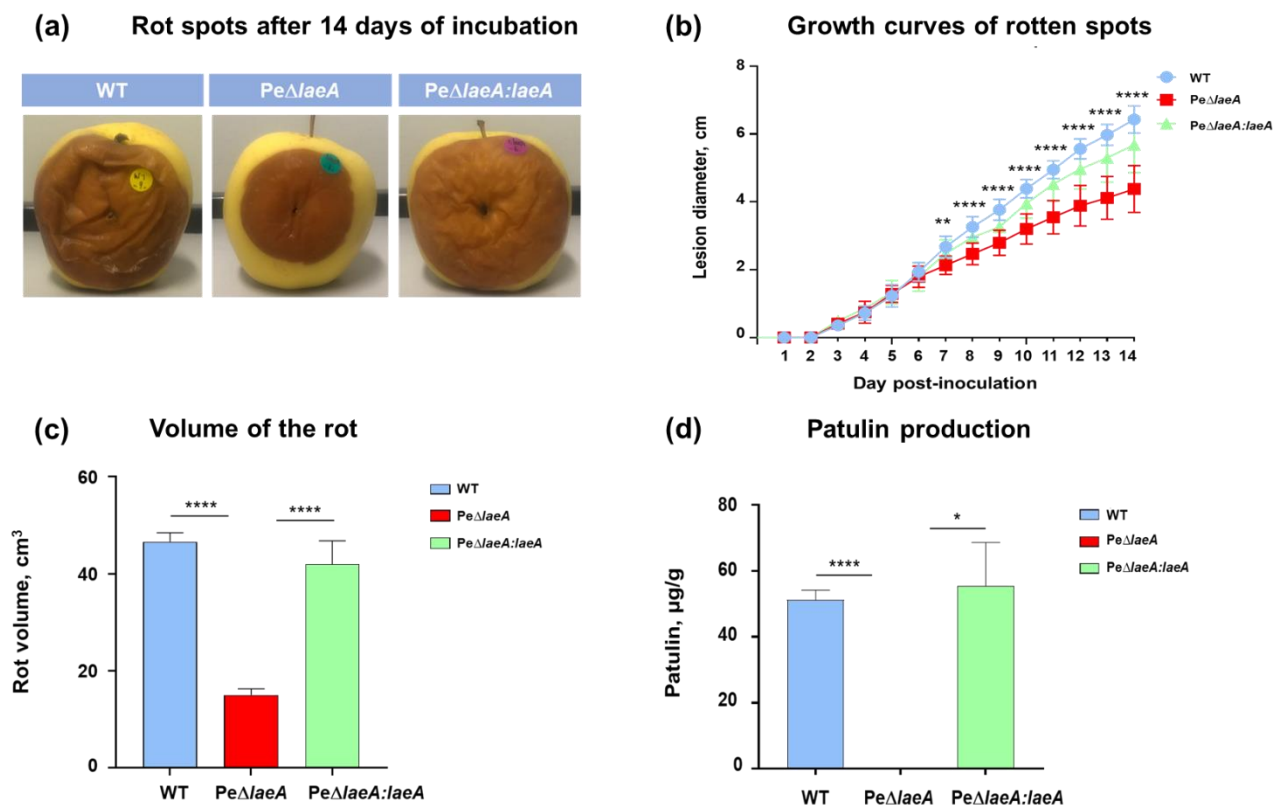 (a) Rot spots after 14 days of incubation
WT PeΔlaeA PeΔlaeA:laeA
(b) Growth curves of rotten spots
8
6
4
2
0
Lesion diameter, cm
** **** **** **** **** **** **** ****
1 2 3 4 5 6 7 8 9 10 11 12 13 14
Day post-inoculation
WT
PeΔlaeA
PeΔlaeA:laeA
(c) Volume of the rot
60
40
20
0
Rot volume, cm³
**** ****
WT PeΔlaeA PeΔlaeA:laeA
WT
PeΔlaeA
PeΔlaeA:laeA
(d) Patulin production
80
60
40
20
0
Patulin, µg/g
**** *
WT PeΔlaeA PeΔlaeA:laeA
WT
PeΔlaeA
PeΔlaeA:laeA